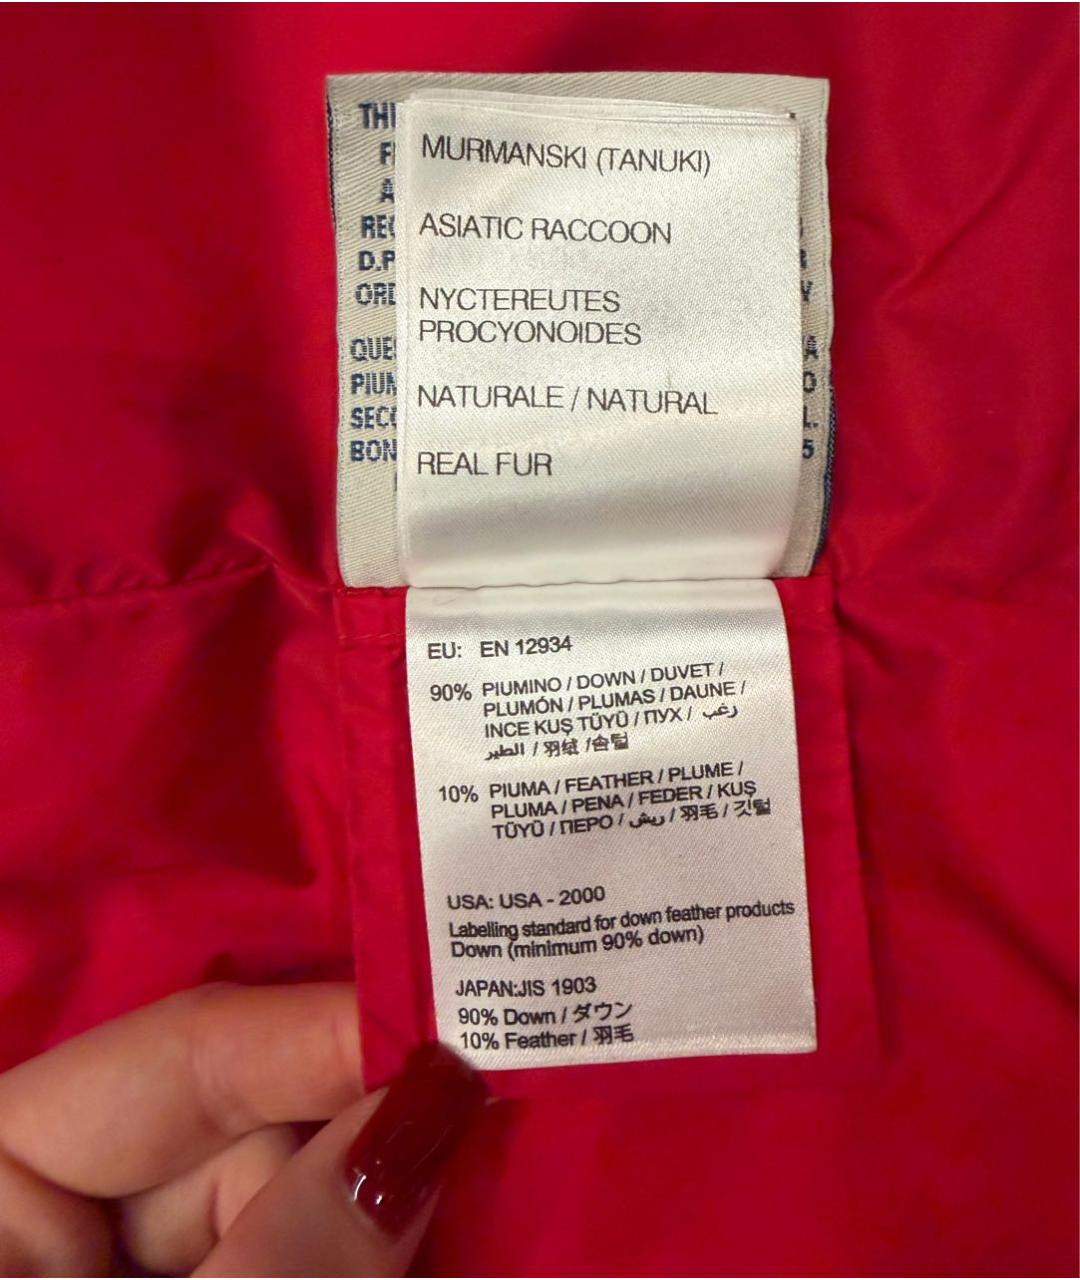 MURMANSKI (TANUKI)
ASIATIC RACCOON
NYCTEREUTES
PROCYONOIDES
NATURALE / NATURAL
REAL FUR
D.P
5
EU: EN 12934
90% PIUMINO / DOWN / DUVET /
PLUMÓN / PLUMAS / DAUNE /
INCE KUŞ TÜYÜ / ПУХ / رغب
الطير / 羽绒 /솜털
10% PIUMA / FEATHER / PLUME /
PLUMA / PENA / FEDER / KUŞ
TÜYÜ / ПЕРО / ريش / 羽毛 / 깃털
USA: USA - 2000
Labelling standard for down feather products
Down (minimum 90% down)
JAPAN:JIS 1903
90% Down / ダウン
10% Feather / 羽毛